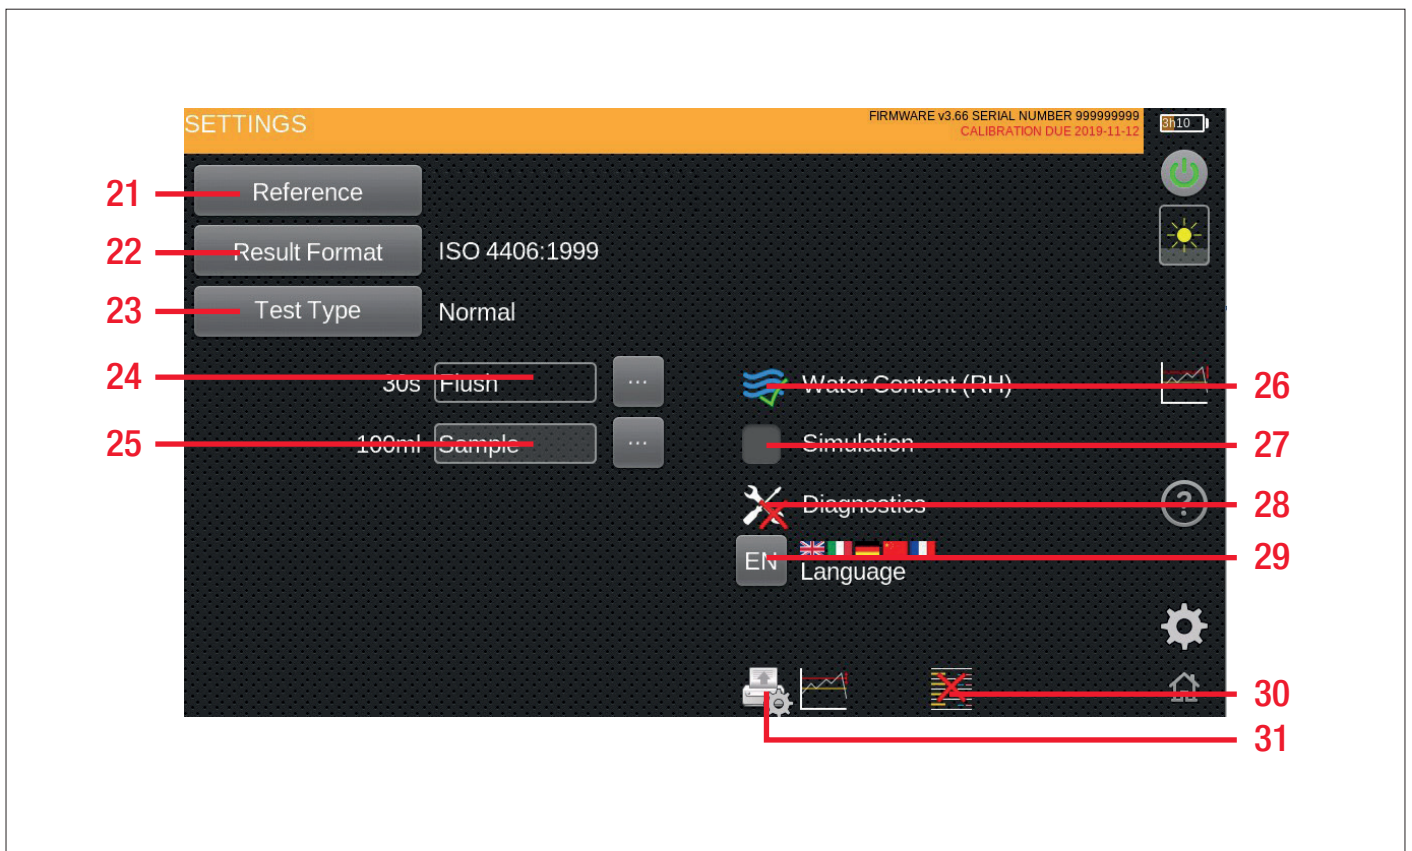 SETTINGS
FIRMWARE v3.66 SERIAL NUMBER 999999999
CALIBRATION DUE 2019-11-12
3h10
21
Reference
22
Result Format
ISO 4406:1999
23
Test Type
Normal
24
30s
Flush
...
Water Content (RH)
26
25
100ml
Sample
...
Simulation
27
Diagnostics
?
28
EN
Language
29
30
31